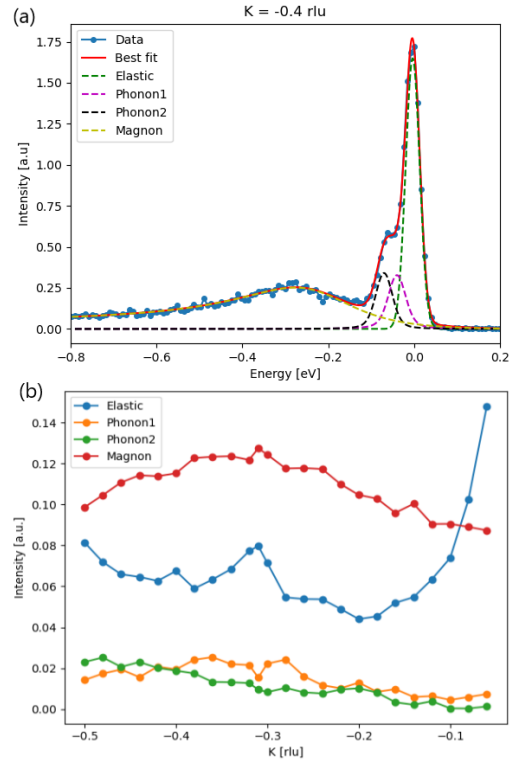 (a)
K = -0.4 rlu
Data
Best fit
Elastic
Phonon1
Phonon2
Magnon
Intensity [a.u]
1.75
1.50
1.25
1.00
0.75
0.50
0.25
0.00
−0.8 −0.6 −0.4 −0.2 0.0 0.2
Energy [eV]
(b)
Elastic
Phonon1
Phonon2
Magnon
Intensity [a.u.]
0.14
0.12
0.10
0.08
0.06
0.04
0.02
0.00
−0.5 −0.4 −0.3 −0.2 −0.1
K [rlu]